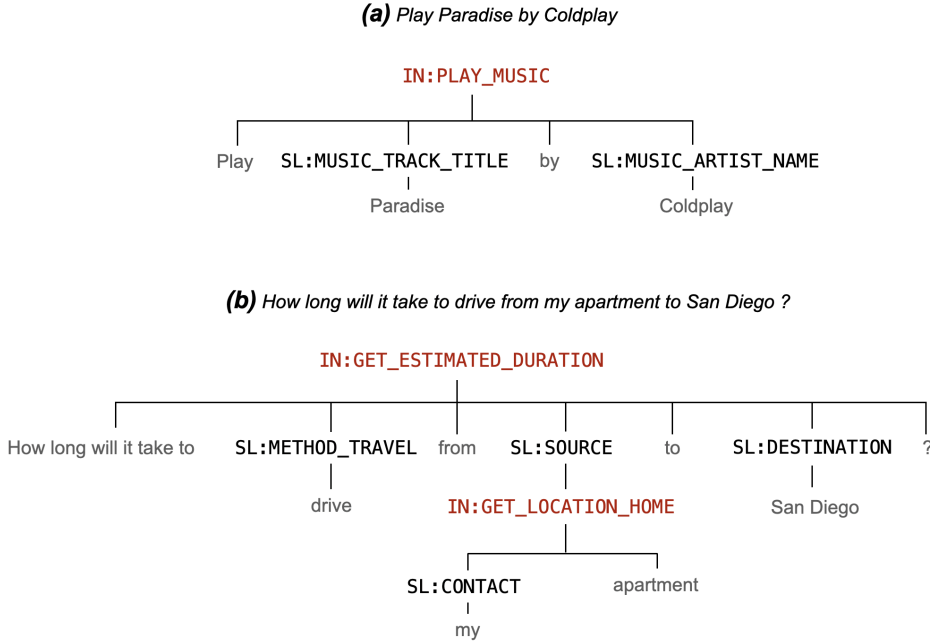 (a) Play Paradise by Coldplay
IN:PLAY_MUSIC
Play SL:MUSIC_TRACK_TITLE by SL:MUSIC_ARTIST_NAME
Paradise Coldplay
(b) How long will it take to drive from my apartment to San Diego ?
IN:GET_ESTIMATED_DURATION
How long will it take to SL:METHOD_TRAVEL from SL:SOURCE to SL:DESTINATION ?
drive IN:GET_LOCATION_HOME San Diego
SL:CONTACT apartment
my